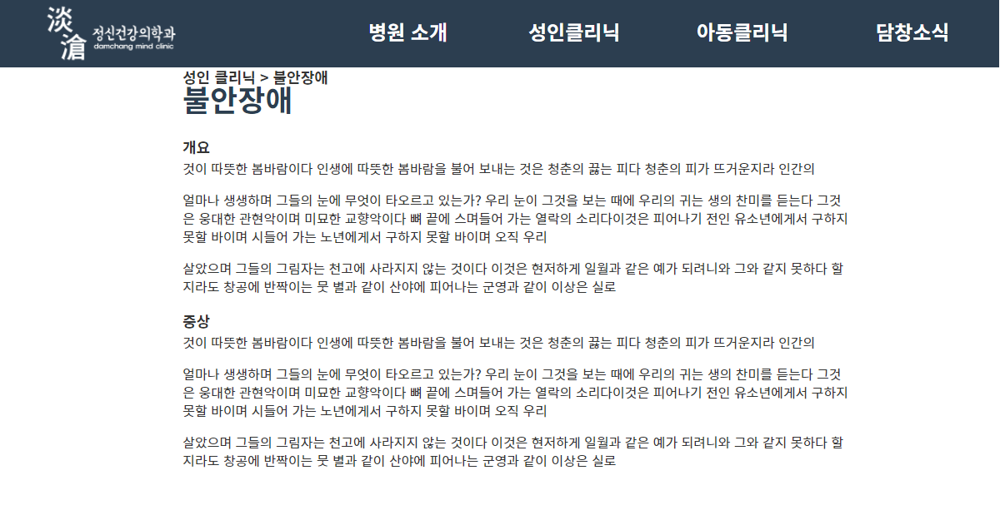 淡滄 정신건강의학과
damchang mind clinic
병원 소개 성인클리닉 아동클리닉 담창소식
성인 클리닉 > 불안장애
불안장애
개요
것이 따뜻한 봄바람이다 인생에 따뜻한 봄바람을 불어 보내는 것은 청춘의 끓는 피다 청춘의 피가 뜨거운지라 인간의
얼마나 생생하며 그들의 눈에 무엇이 타오르고 있는가? 우리 눈이 그것을 보는 때에 우리의 귀는 생의 찬미를 듣는다 그것
은 웅대한 관현악이며 미묘한 교향악이다 뼈 끝에 스며들어 가는 열락의 소리다이것은 피어나기 전인 유소년에게서 구하지
못할 바이며 시들어 가는 노년에게서 구하지 못할 바이며 오직 우리
살았으며 그들의 그림자는 천고에 사라지지 않는 것이다 이것은 현저하게 일월과 같은 예가 되려니와 그와 같지 못하다 할
지라도 창공에 반짝이는 뭇 별과 같이 산야에 피어나는 군영과 같이 이상은 실로
증상
것이 따뜻한 봄바람이다 인생에 따뜻한 봄바람을 불어 보내는 것은 청춘의 끓는 피다 청춘의 피가 뜨거운지라 인간의
얼마나 생생하며 그들의 눈에 무엇이 타오르고 있는가? 우리 눈이 그것을 보는 때에 우리의 귀는 생의 찬미를 듣는다 그것
은 웅대한 관현악이며 미묘한 교향악이다 뼈 끝에 스며들어 가는 열락의 소리다이것은 피어나기 전인 유소년에게서 구하지
못할 바이며 시들어 가는 노년에게서 구하지 못할 바이며 오직 우리
살았으며 그들의 그림자는 천고에 사라지지 않는 것이다 이것은 현저하게 일월과 같은 예가 되려니와 그와 같지 못하다 할
지라도 창공에 반짝이는 뭇 별과 같이 산야에 피어나는 군영과 같이 이상은 실로